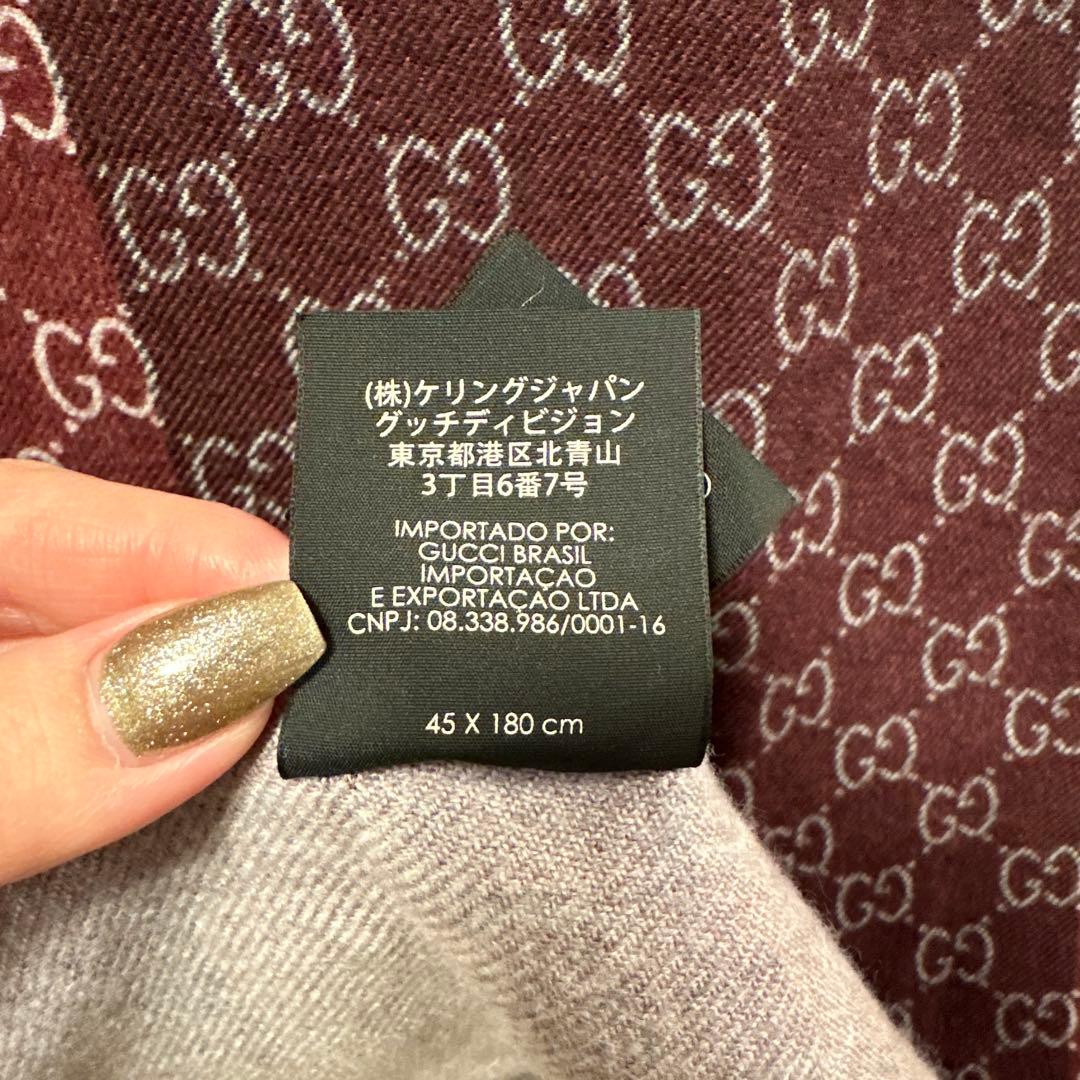 (株)ケリングジャパン
グッチディビジョン
東京都港区北青山
3丁目6番7号
IMPORTADO POR:
GUCCI BRASIL
IMPORTAÇAO
E EXPORTAÇAO LTDA
CNPJ: 08.338.986/0001-16
45 X 180 cm